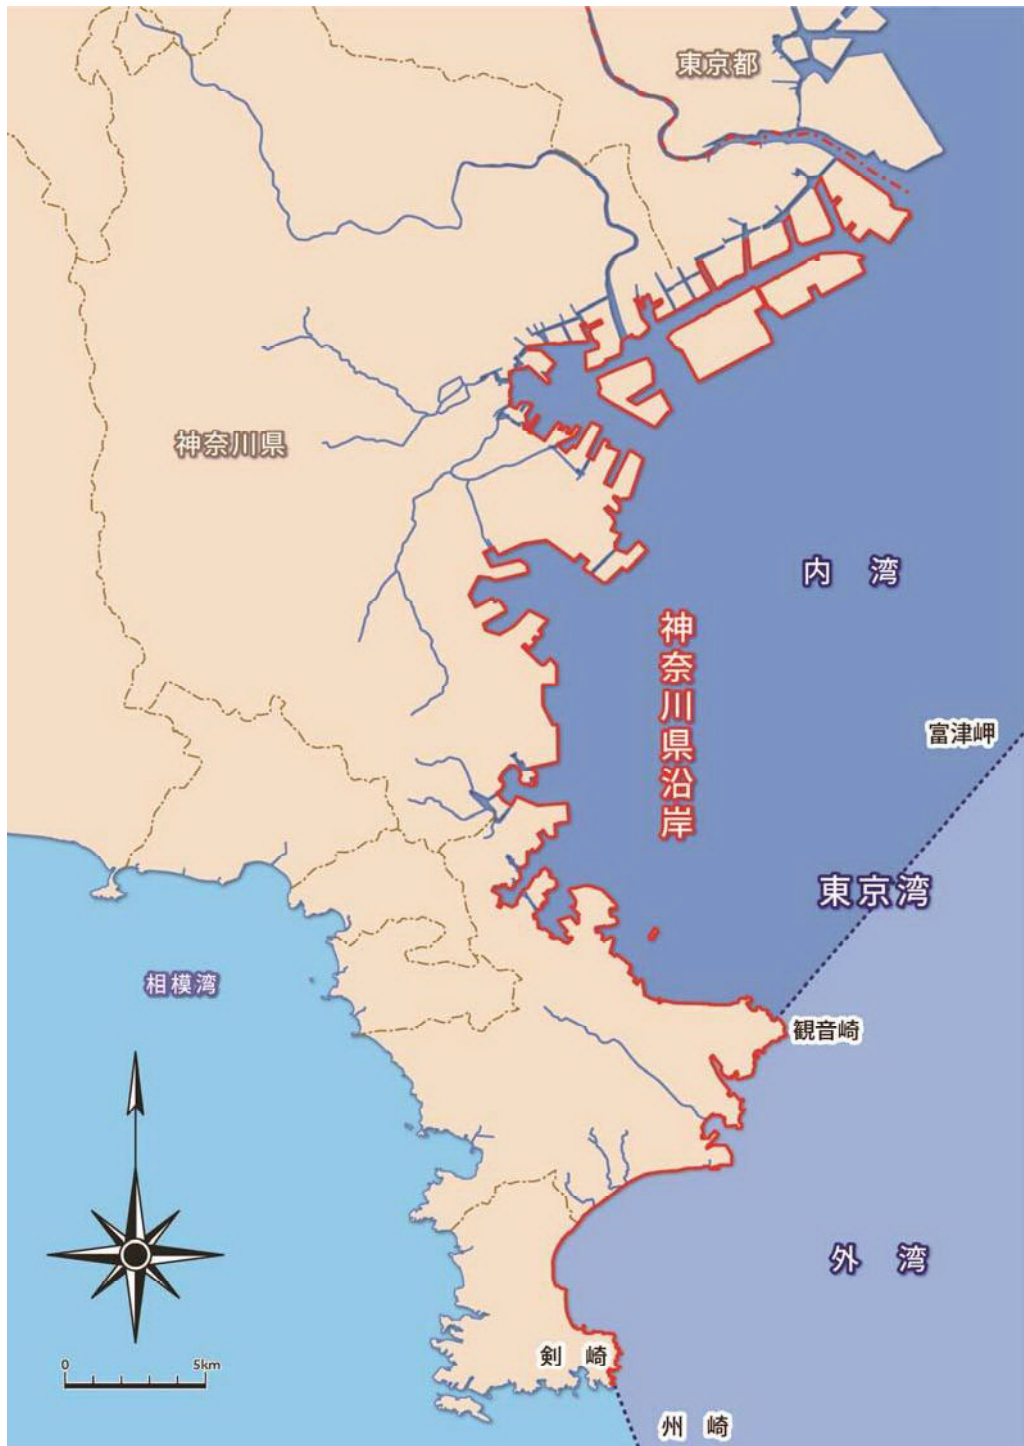 東京都
神奈川県
内 湾
神奈川県沿岸
富津岬
東京湾
相模湾
観音崎
外 湾
剣 崎
0 5km
州 崎